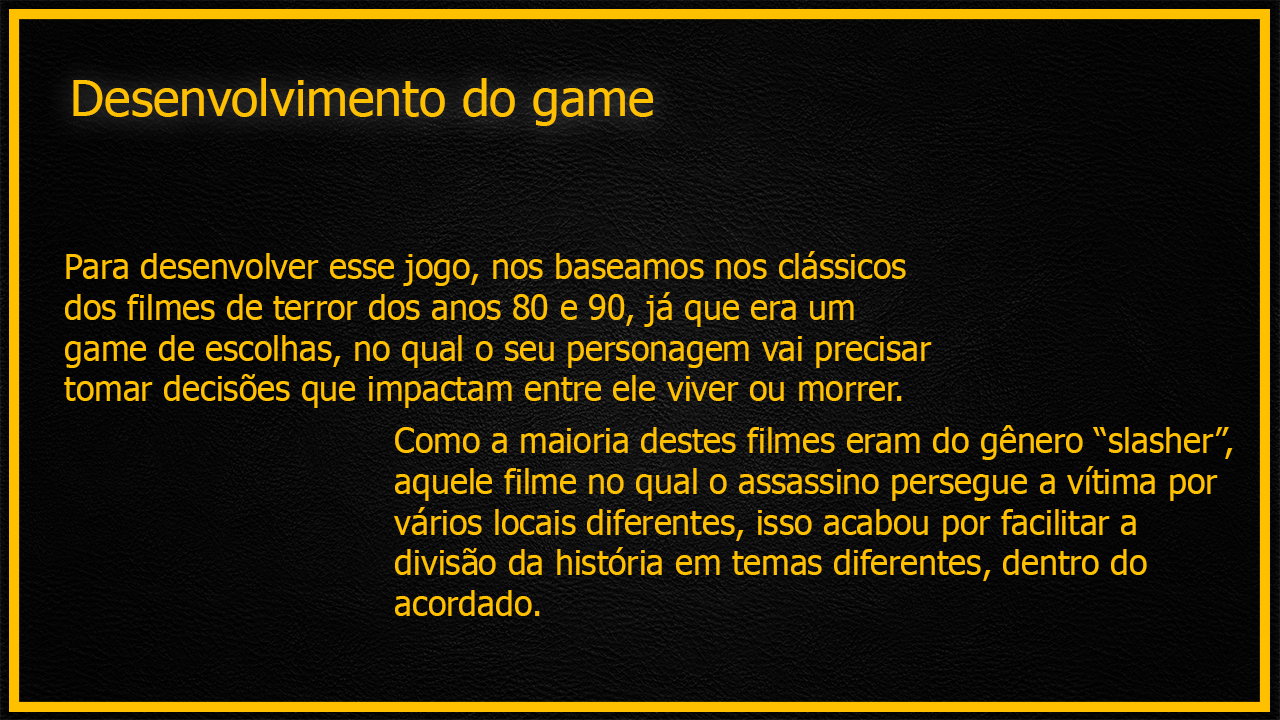 Desenvolvimento do game
Para desenvolver esse jogo, nos baseamos nos clássicos
dos filmes de terror dos anos 80 e 90, já que era um
game de escolhas, no qual o seu personagem vai precisar
tomar decisões que impactam entre ele viver ou morrer.
Como a maioria destes filmes eram do gênero “slasher”,
aquele filme no qual o assassino persegue a vítima por
vários locais diferentes, isso acabou por facilitar a
divisão da história em temas diferentes, dentro do
acordado.